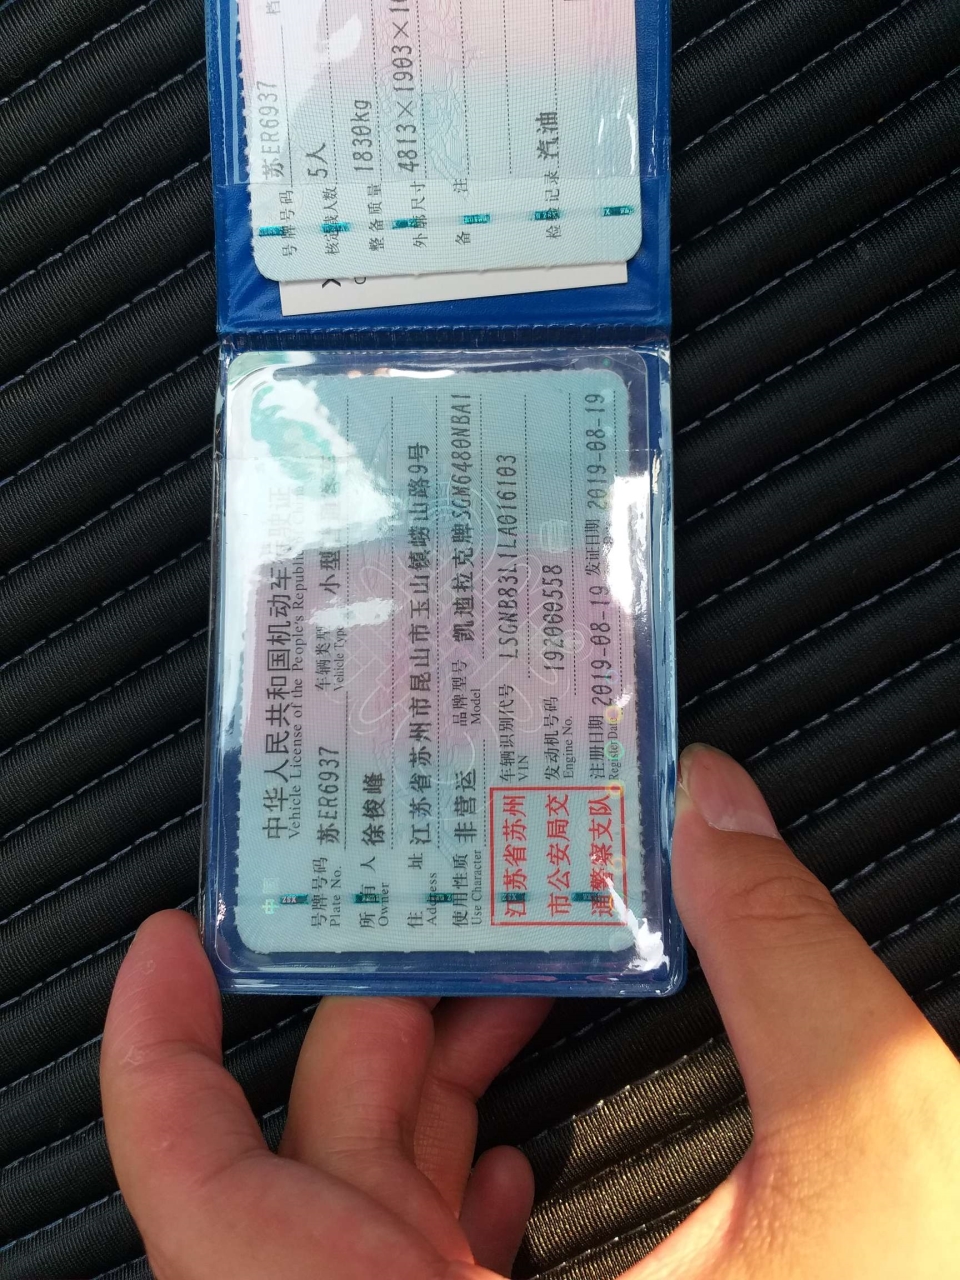 中华人民共和国机动车
Vehicle License of the People's Republic
号牌号码 苏ER6937 车辆类型 小型
Plate No. Vehicle Type
所有人 徐俊峰
Owner
住址 江苏省苏州市昆山市玉山镇崂山路9号
Address
使用性质 非营运 品牌型号 凯迪拉克牌SGM6480NBA1
Use Character Model
江苏省苏州
市公安局交
通警察支队
车辆识别代号 LSGNB83L1LA016103
VIN
发动机号码 192060558
Engine No.
注册日期 2019-08-19 发证日期 2019-08-19
Register Date
号牌号码 苏ER6937
核定载人数 5人
整备质量 1830kg
外廓尺寸 4813×1903×
备注
检验记录 汽油